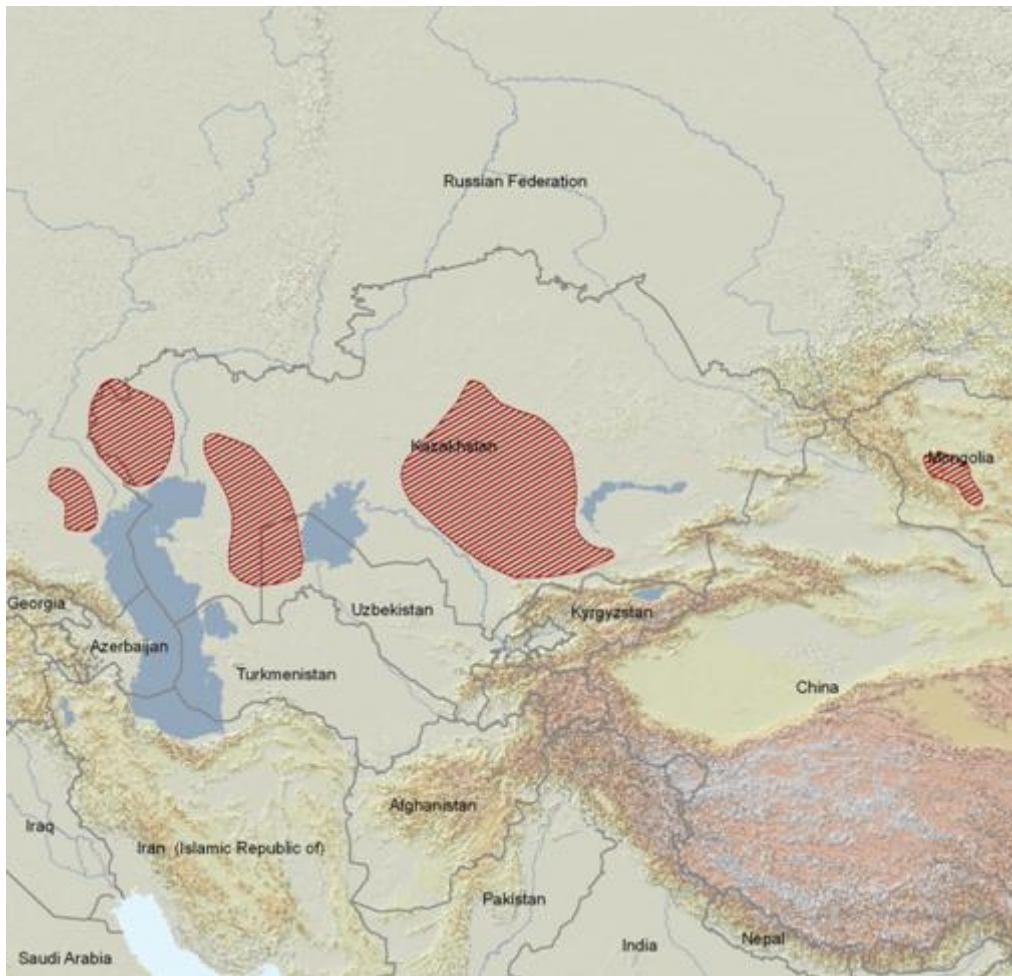 Russian Federation
Kazakhstan
Mongolia
Georgia
Uzbekistan
Kyrgyzstan
Azerbaijan
Turkmenistan
China
Afghanistan
Iraq
Iran (Islamic Republic of)
Pakistan
India
Nepal
Saudi Arabia